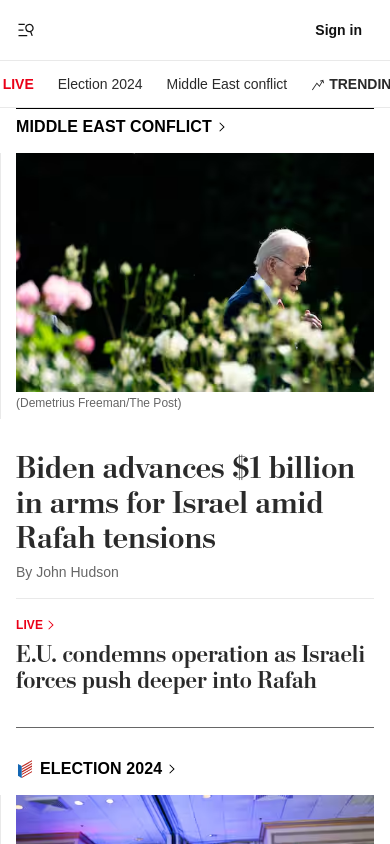 Sign in
LIVE
Election 2024
Middle East conflict
TRENDIN
MIDDLE EAST CONFLICT
(Demetrius Freeman/The Post)
Biden advances $1 billion
in arms for Israel amid
Rafah tensions
By John Hudson
LIVE
E.U. condemns operation as Israeli
forces push deeper into Rafah
ELECTION 2024